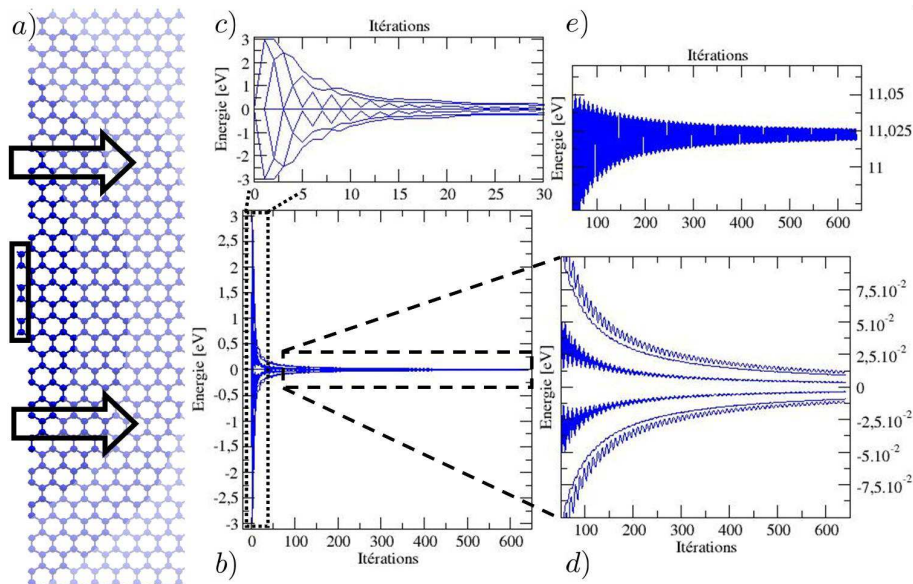 a)
c)
Itérations
Energie [eV]
3
2
1
0
-1
-2
-3
0 5 10 15 20 25 30
e)
Itérations
100 200 300 400 500 600
Energie [eV]
11,05
11,025
11
b)
Energie [eV]
3
2.5
2
1.5
1
0,5
0
-0.5
-1
-1.5
-2
-2.5
-3
0 100 200 300 400 500 600
Itérations
d)
Energie [eV]
7,5.10-2
5.10-2
2,5.10-2
0
-2,5.10-2
-5.10-2
-7,5.10-2
100 200 300 400 500 600
Itérations